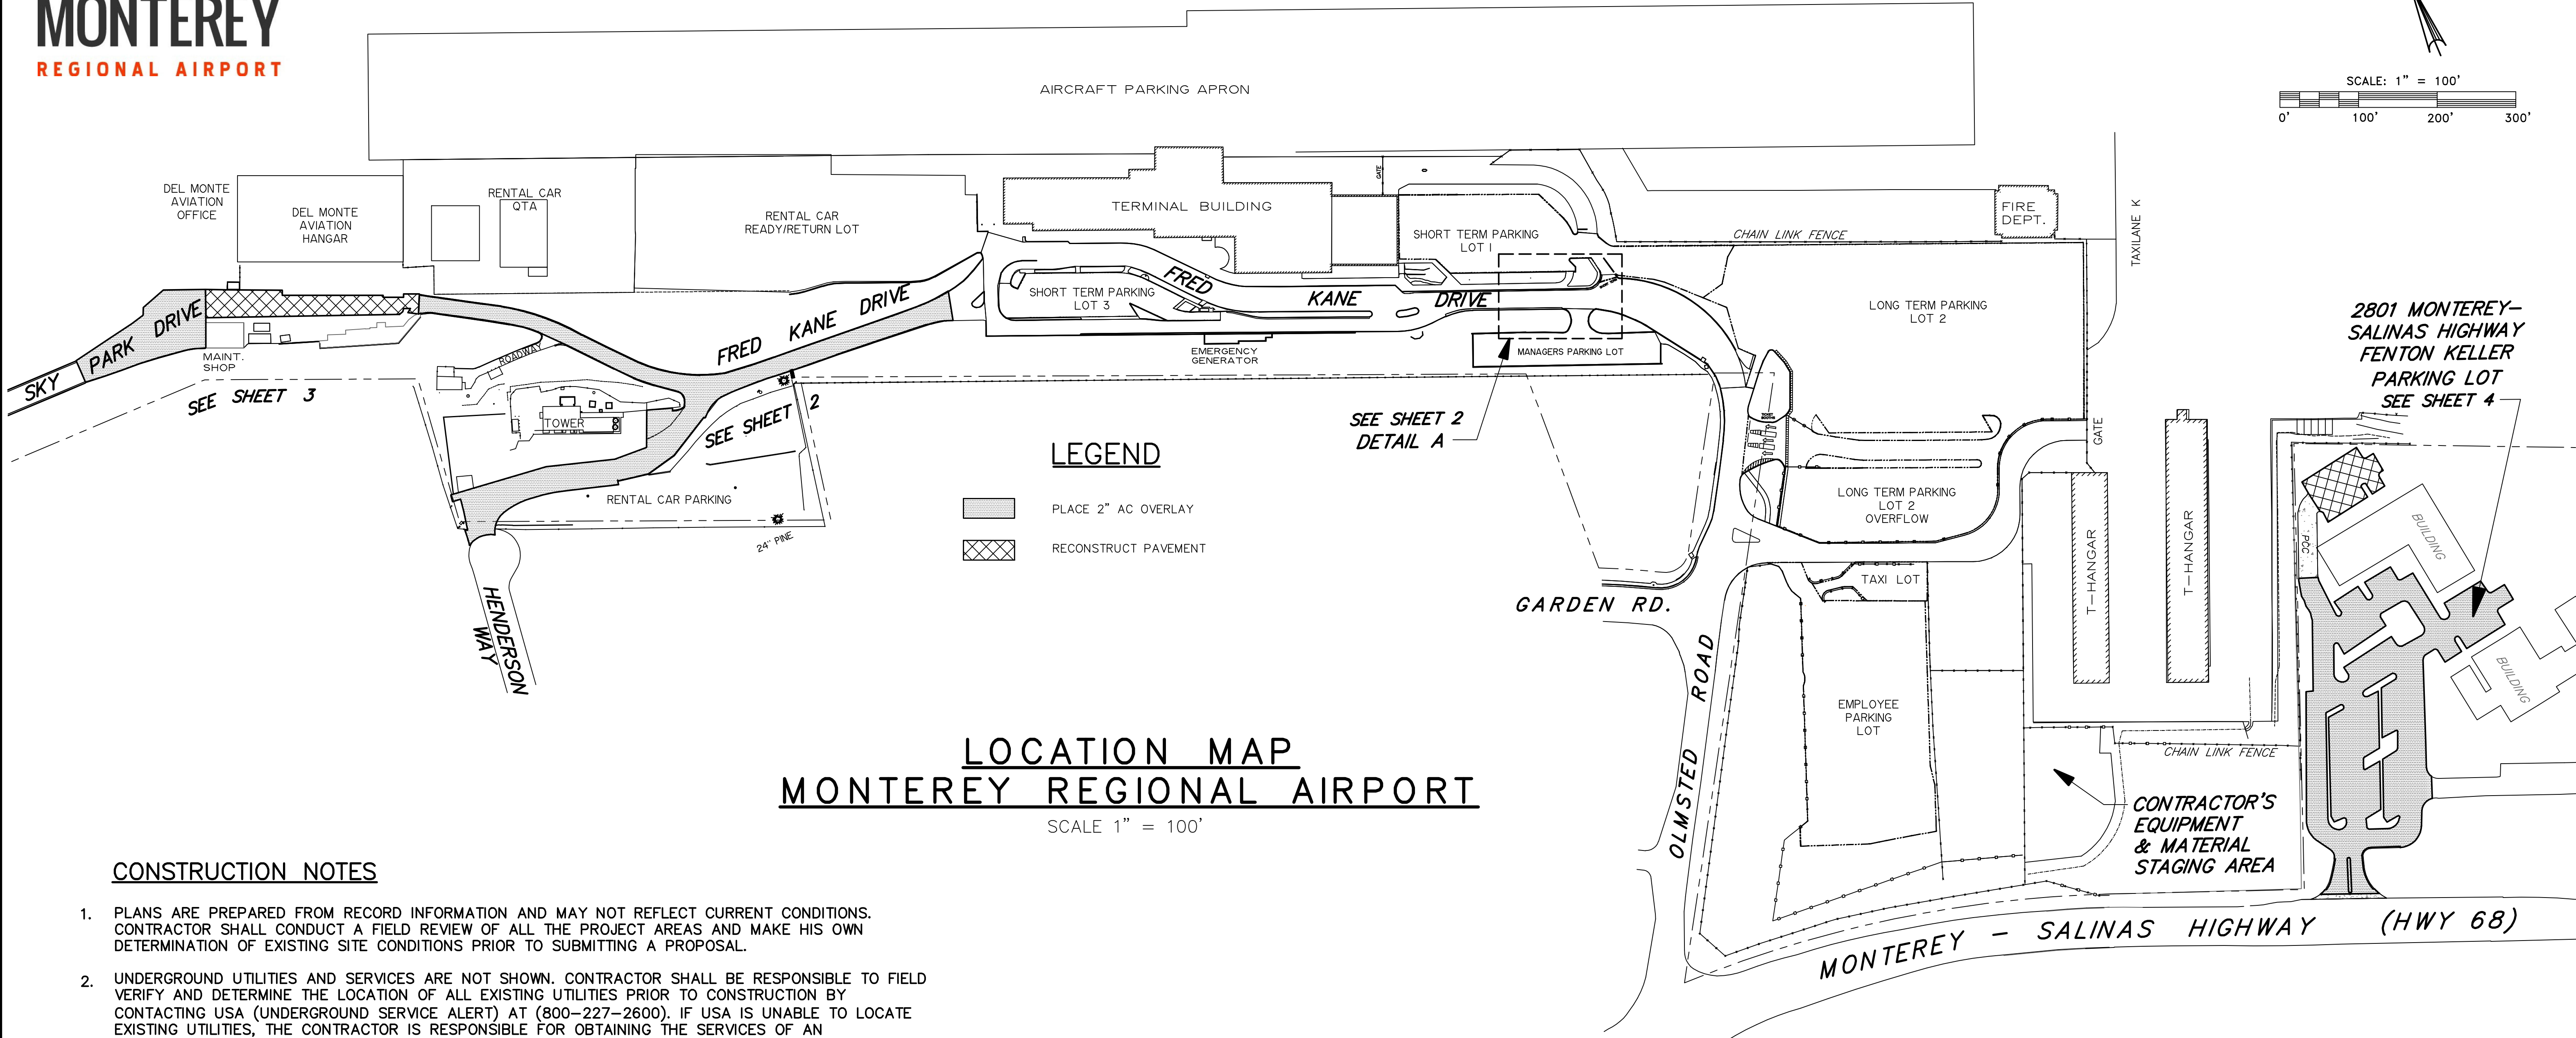 MONTEREY
REGIONAL AIRPORT
SCALE: 1" = 100'
0' 100' 200' 300'
AIRCRAFT PARKING APRON
DEL MONTE
AVIATION
OFFICE
DEL MONTE
AVIATION
HANGAR
RENTAL CAR
QTA
RENTAL CAR
READY/RETURN LOT
TERMINAL BUILDING
GATE
SHORT TERM PARKING
LOT 1
CHAIN LINK FENCE
FIRE
DEPT.
TAXILANE K
SKY PARK DRIVE
MAINT.
SHOP
SEE SHEET 3
ROADWAY
TOWER
FRED KANE DRIVE
SEE SHEET 2
RENTAL CAR PARKING
24" PINE
HENDERSON
WAY
SHORT TERM PARKING
LOT 3
FRED KANE DRIVE
EMERGENCY
GENERATOR
MANAGERS PARKING LOT
SEE SHEET 2
DETAIL A
LONG TERM PARKING
LOT 2
TICKET
BOOTHS
LONG TERM PARKING
LOT 2
OVERFLOW
GATE
T-HANGAR
T-HANGAR
2801 MONTEREY-
SALINAS HIGHWAY
FENTON KELLER
PARKING LOT
SEE SHEET 4
BUILDING
PCC
BUILDING
LEGEND
PLACE 2" AC OVERLAY
RECONSTRUCT PAVEMENT
GARDEN RD.
TAXI LOT
OLMSTED ROAD
EMPLOYEE
PARKING
LOT
CHAIN LINK FENCE
CONTRACTOR'S
EQUIPMENT
& MATERIAL
STAGING AREA
MONTEREY - SALINAS HIGHWAY (HWY 68)
LOCATION MAP
MONTEREY REGIONAL AIRPORT
SCALE 1" = 100'
CONSTRUCTION NOTES
1. PLANS ARE PREPARED FROM RECORD INFORMATION AND MAY NOT REFLECT CURRENT CONDITIONS.
CONTRACTOR SHALL CONDUCT A FIELD REVIEW OF ALL THE PROJECT AREAS AND MAKE HIS OWN
DETERMINATION OF EXISTING SITE CONDITIONS PRIOR TO SUBMITTING A PROPOSAL.
2. UNDERGROUND UTILITIES AND SERVICES ARE NOT SHOWN. CONTRACTOR SHALL BE RESPONSIBLE TO FIELD
VERIFY AND DETERMINE THE LOCATION OF ALL EXISTING UTILITIES PRIOR TO CONSTRUCTION BY
CONTACTING USA (UNDERGROUND SERVICE ALERT) AT (800-227-2600). IF USA IS UNABLE TO LOCATE
EXISTING UTILITIES, THE CONTRACTOR IS RESPONSIBLE FOR OBTAINING THE SERVICES OF AN